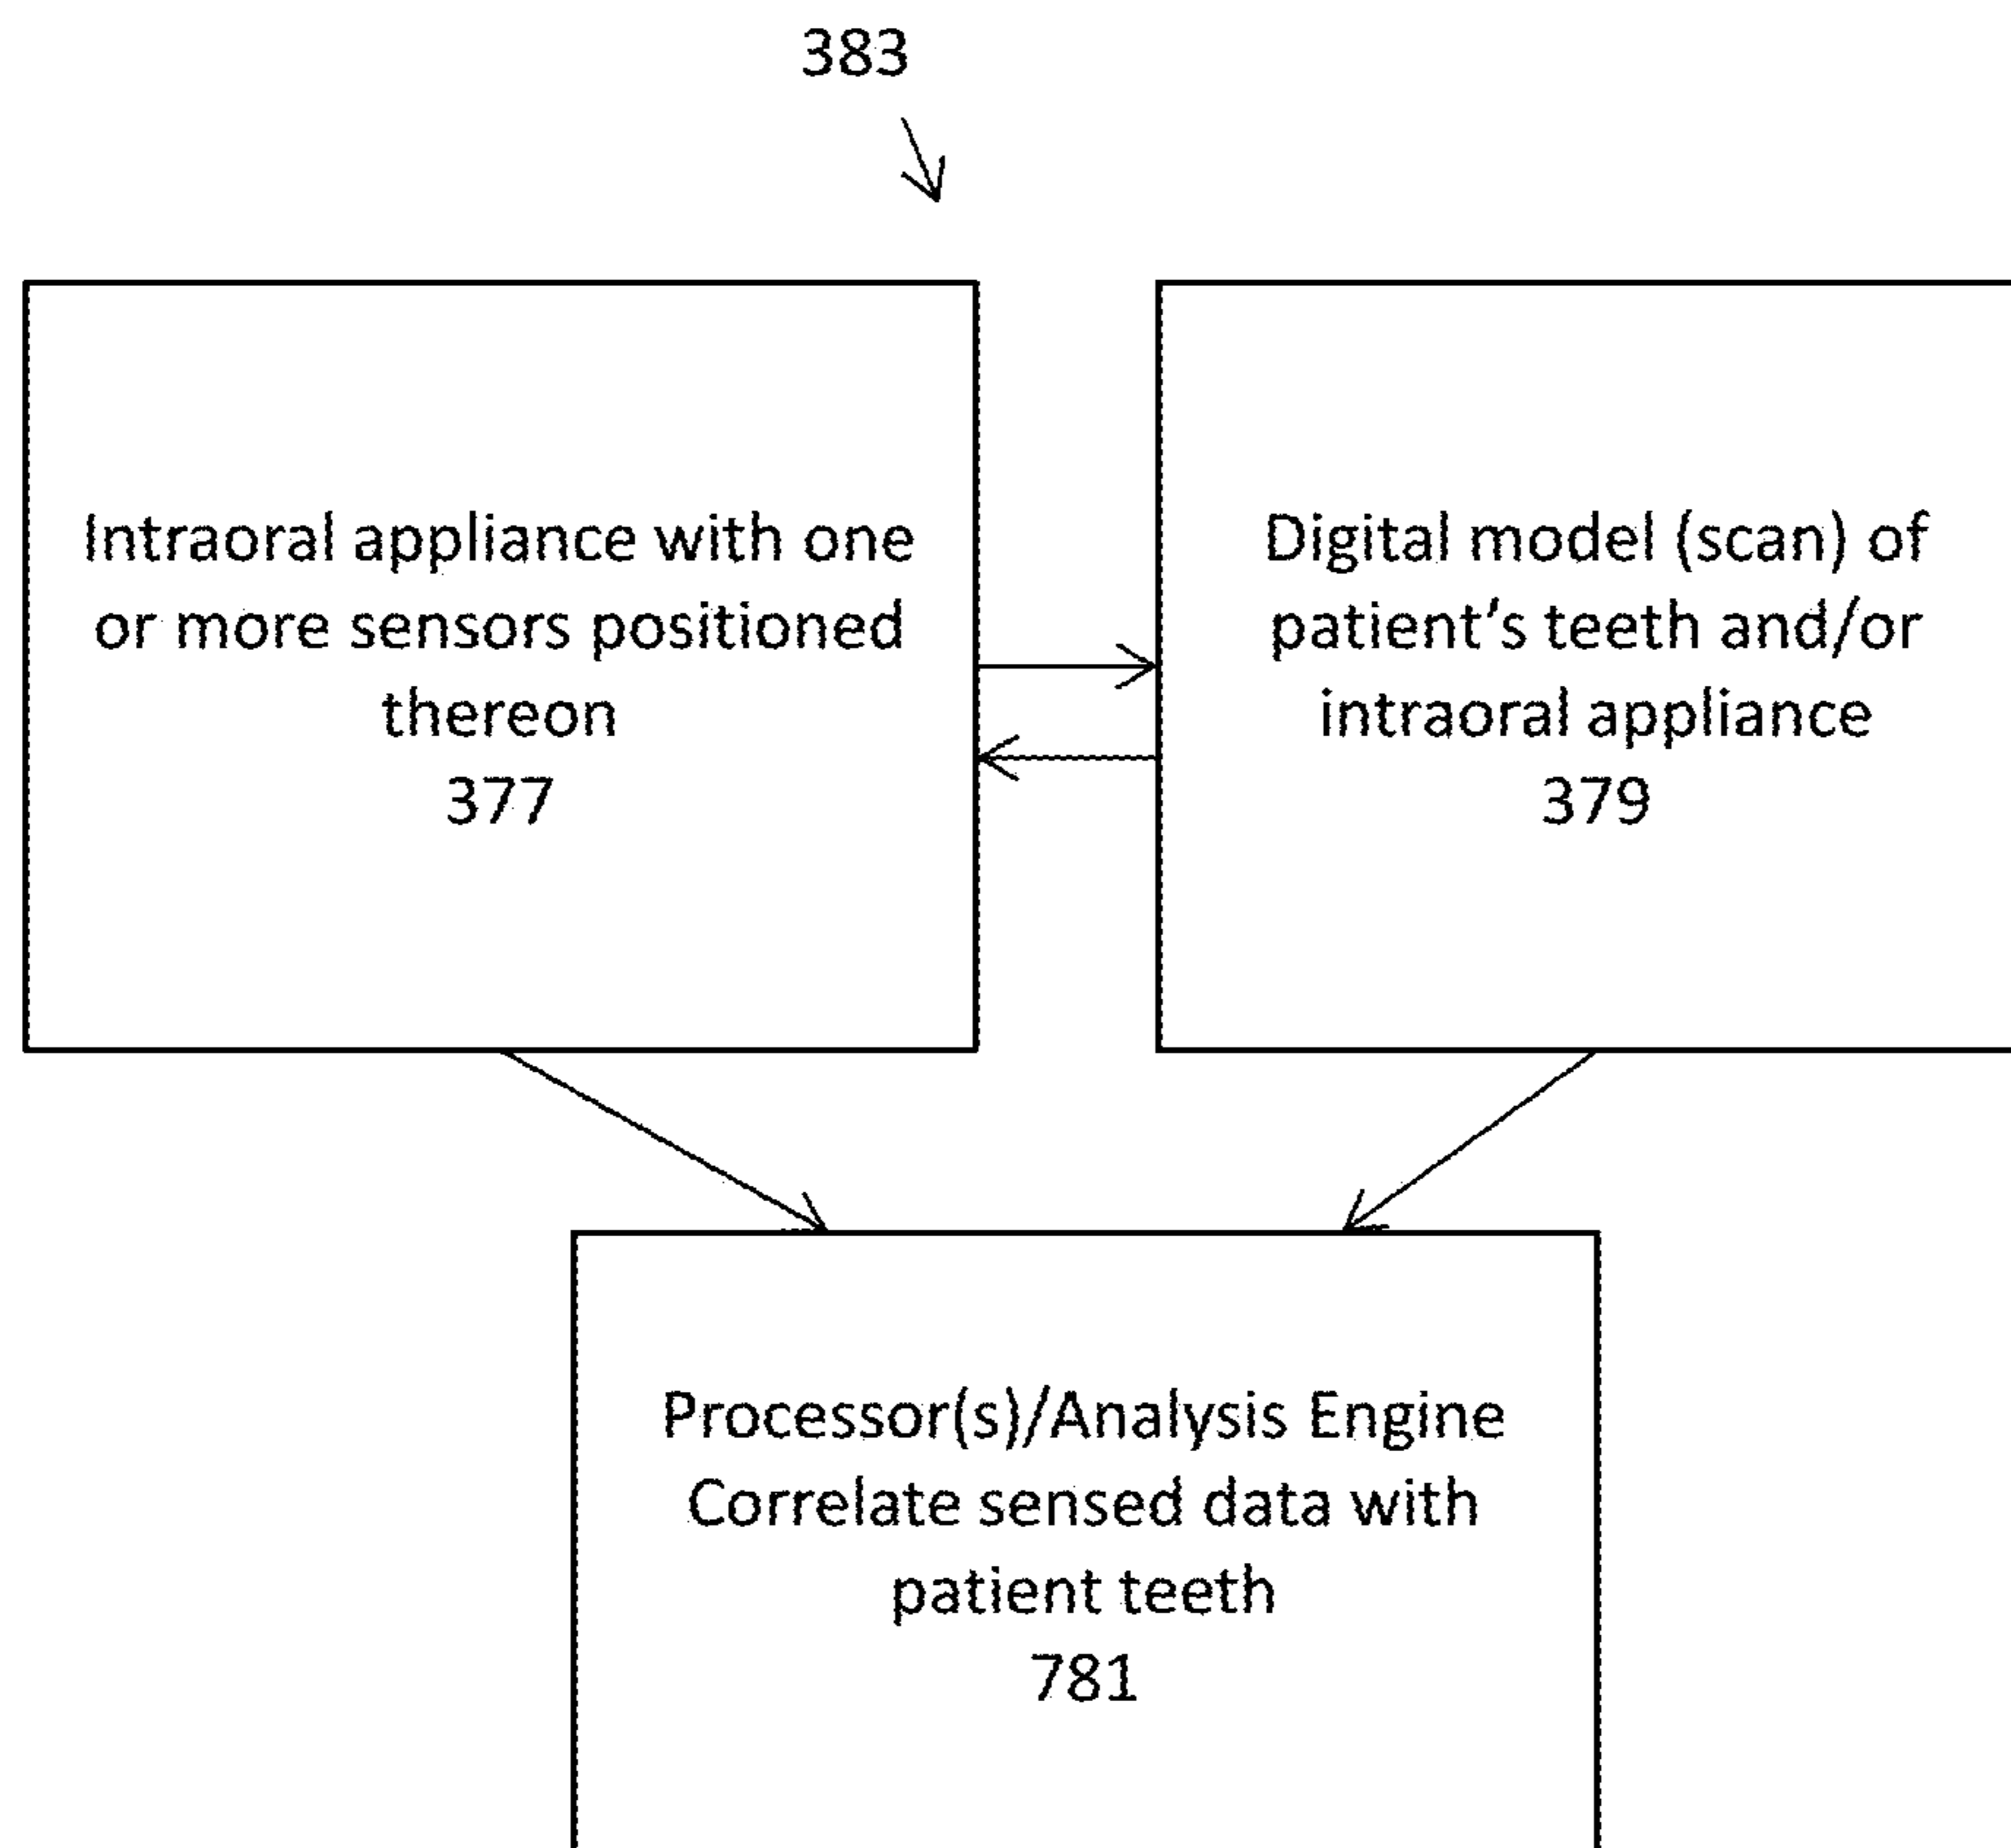 383
Intraoral appliance with one
or more sensors positioned
thereon
377
Digital model (scan) of
patient's teeth and/or
intraoral appliance
379
Processor(s)/Analysis Engine
Correlate sensed data with
patient teeth
781